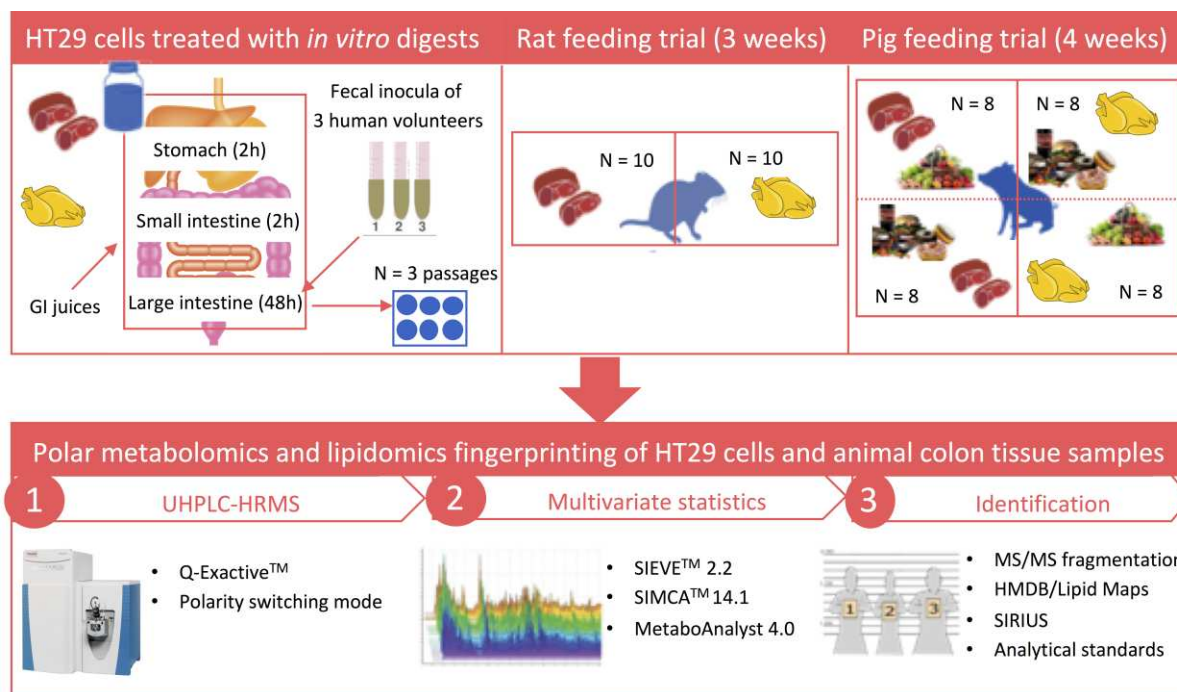 HT29 cells treated with in vitro digests
Stomach (2h)
Small intestine (2h)
Large intestine (48h)
GI juices
Fecal inocula of
3 human volunteers
1 2 3
N = 3 passages
Rat feeding trial (3 weeks)
N = 10
N = 10
Pig feeding trial (4 weeks)
N = 8
N = 8
N = 8
N = 8
Polar metabolomics and lipidomics fingerprinting of HT29 cells and animal colon tissue samples
1
UHPLC-HRMS
• Q-Exactive™
• Polarity switching mode
2
Multivariate statistics
• SIEVE™ 2.2
• SIMCA™ 14.1
• MetaboAnalyst 4.0
3
Identification
1 2 3
• MS/MS fragmentation
• HMDB/Lipid Maps
• SIRIUS
• Analytical standards